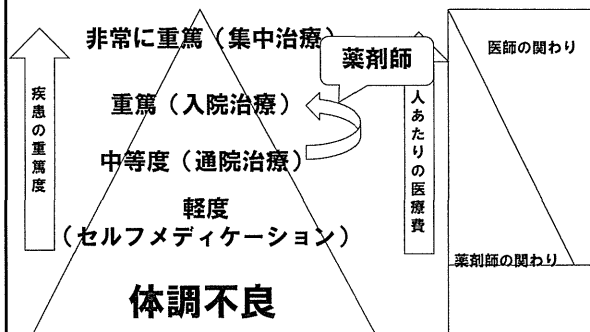 非常に重篤（集中治療）
薬剤師
医師の関わり
疾患の重篤度
重篤（入院治療）
人あたりの医療費
中等度（通院治療）
軽度
（セルフメディケーション）
薬剤師の関わり
体調不良